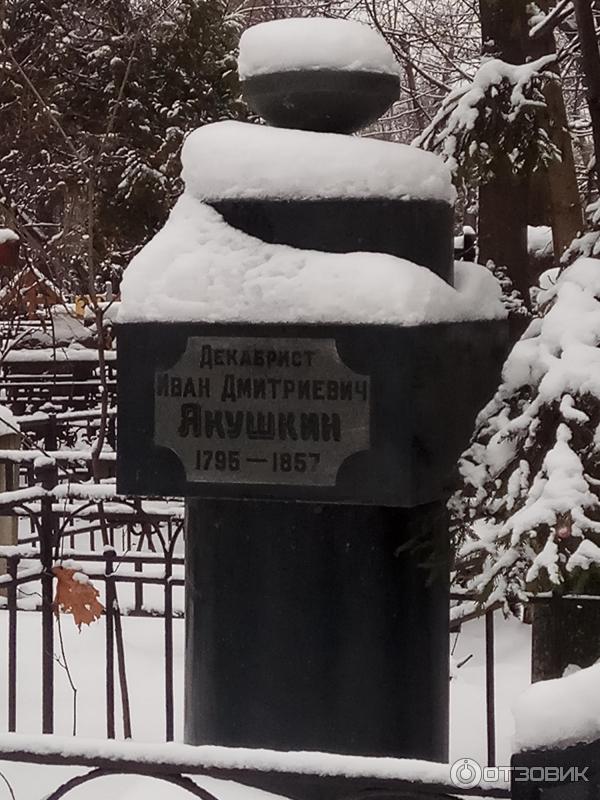 Декабрист
Иван Дмитриевич
Якушкин
1795 — 1857
ОТЗОВИК